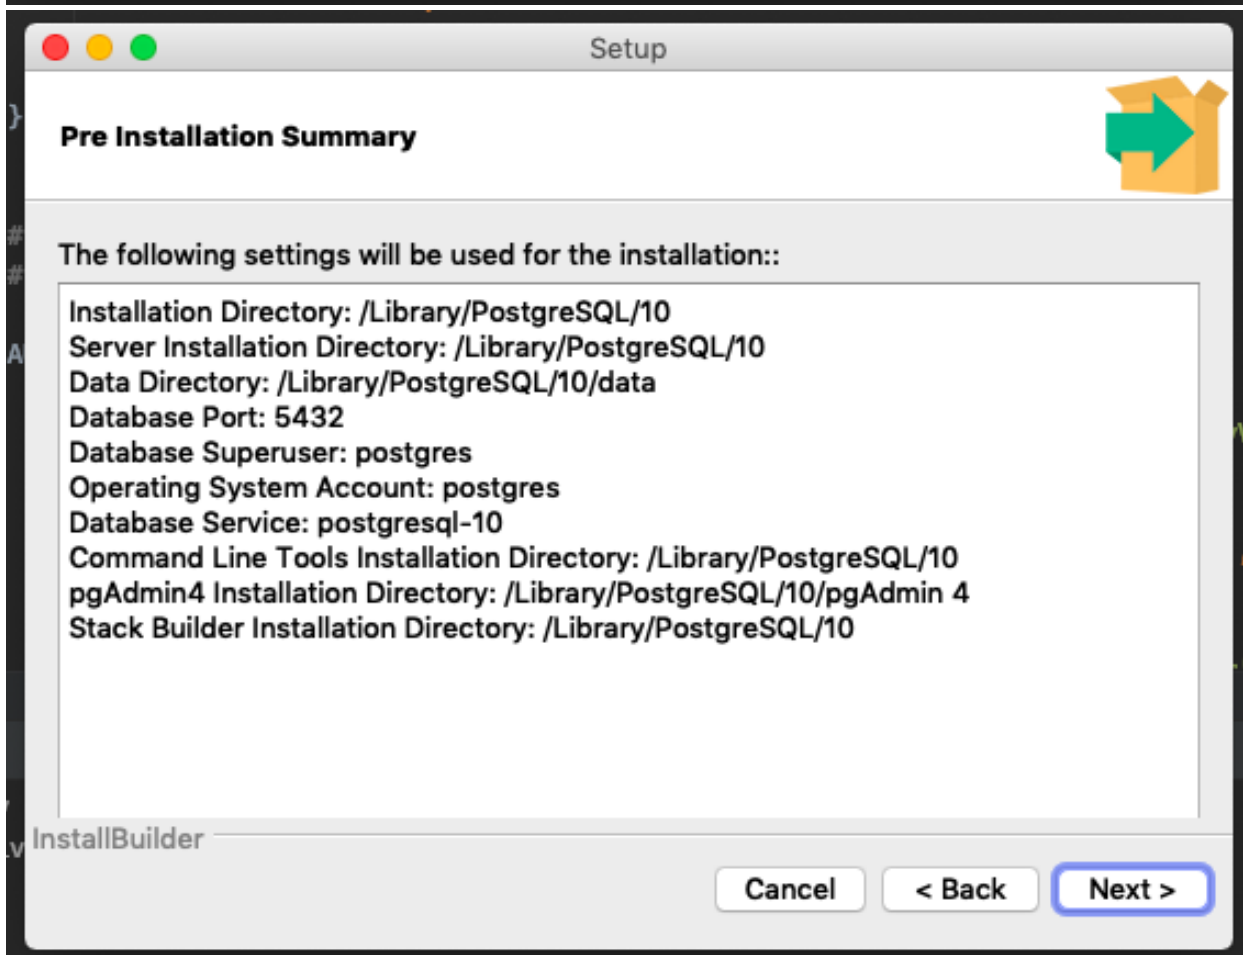 Setup
Pre Installation Summary
The following settings will be used for the installation::
Installation Directory: /Library/PostgreSQL/10
Server Installation Directory: /Library/PostgreSQL/10
Data Directory: /Library/PostgreSQL/10/data
Database Port: 5432
Database Superuser: postgres
Operating System Account: postgres
Database Service: postgresql-10
Command Line Tools Installation Directory: /Library/PostgreSQL/10
pgAdmin4 Installation Directory: /Library/PostgreSQL/10/pgAdmin 4
Stack Builder Installation Directory: /Library/PostgreSQL/10
InstallBuilder
Cancel < Back Next >